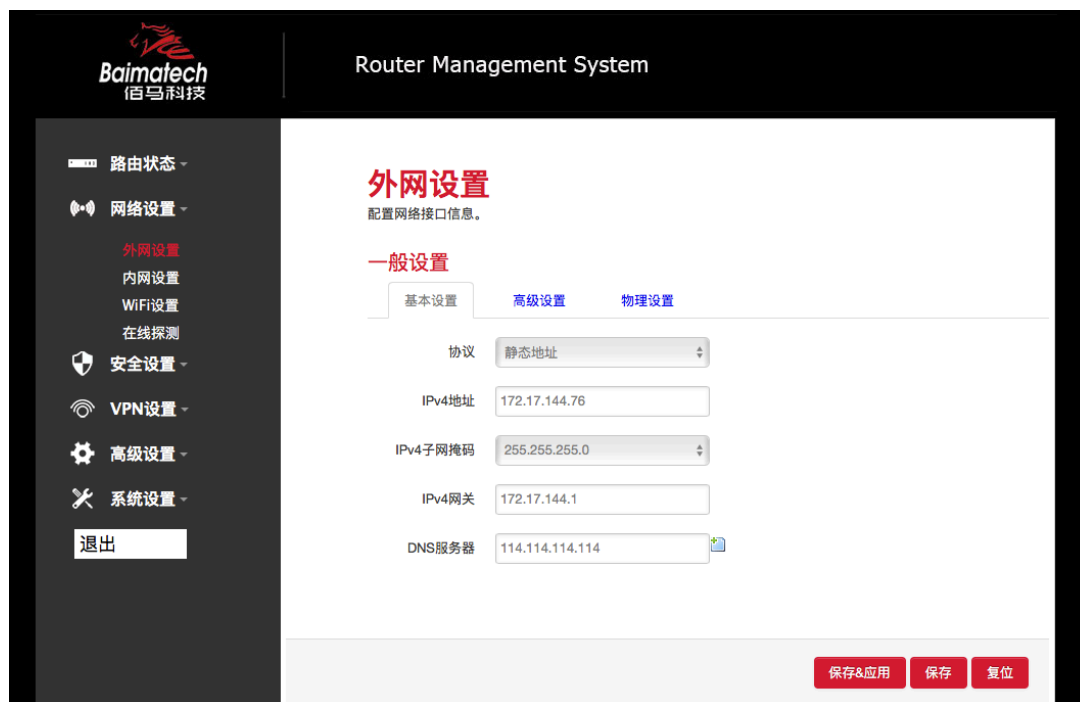 Baimatech
佰马科技
Router Management System
路由状态
网络设置
外网设置
内网设置
WiFi设置
在线探测
安全设置
VPN设置
高级设置
系统设置
退出
外网设置
配置网络接口信息。
一般设置
基本设置 高级设置 物理设置
协议 静态地址
IPv4地址 172.17.144.76
IPv4子网掩码 255.255.255.0
IPv4网关 172.17.144.1
DNS服务器 114.114.114.114
保存&应用 保存 复位